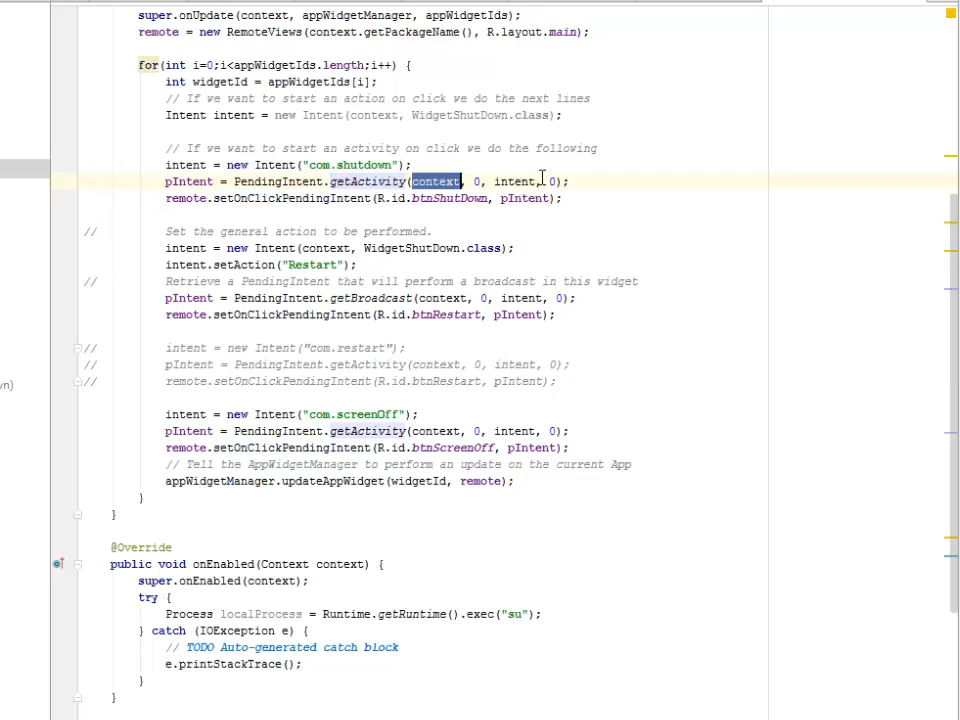 super.onUpdate(context, appWidgetManager, appWidgetIds);
remote = new RemoteViews(context.getPackageName(), R.layout.main);
for(int i=0;i<appWidgetIds.length;i++) {
int widgetId = appWidgetIds[i];
// If we want to start an action on click we do the next lines
Intent intent = new Intent(context, WidgetShutDown.class);
// If we want to start an activity on click we do the following
intent = new Intent("com.shutdown");
pIntent = PendingIntent.getActivity(context, 0, intent, 0);
remote.setOnClickPendingIntent(R.id.btnShutDown, pIntent);
// Set the general action to be performed.
intent = new Intent(context, WidgetShutDown.class);
intent.setAction("Restart");
// Retrieve a PendingIntent that will perform a broadcast in this widget
pIntent = PendingIntent.getBroadcast(context, 0, intent, 0);
remote.setOnClickPendingIntent(R.id.btnRestart, pIntent);
// intent = new Intent("com.restart");
// pIntent = PendingIntent.getActivity(context, 0, intent, 0);
// remote.setOnClickPendingIntent(R.id.btnRestart, pIntent);
wn)
intent = new Intent("com.screenOff");
pIntent = PendingIntent.getActivity(context, 0, intent, 0);
remote.setOnClickPendingIntent(R.id.btnScreenOff, pIntent);
// Tell the AppWidgetManager to perform an update on the current App
appWidgetManager.updateAppWidget(widgetId, remote);
}
}
@Override
public void onEnabled(Context context) {
super.onEnabled(context);
try {
Process localProcess = Runtime.getRuntime().exec("su");
} catch (IOException e) {
// TODO Auto-generated catch block
e.printStackTrace();
}
}